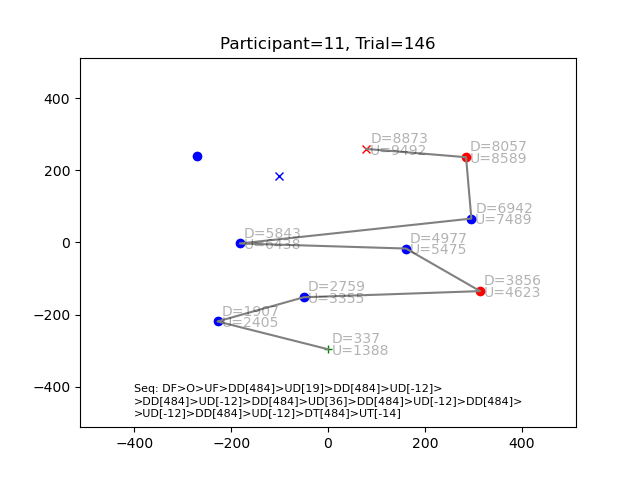 Participant=11, Trial=146
400
200
0
−200
−400
−400
−200
0
200
400
D=8873
U=9492
D=8057
U=8589
D=6942
U=7489
D=5843
U=6438
D=4977
U=5475
D=3856
U=4623
D=2759
U=3355
D=1907
U=2405
D=337
U=1388
Seq: DF>O>UF>DD[484]>UD[19]>DD[484]>UD[-12]>
>DD[484]>UD[-12]>DD[484]>UD[36]>DD[484]>UD[-12]>DD[484]>
>UD[-12]>DD[484]>UD[-12]>DT[484]>UT[-14]